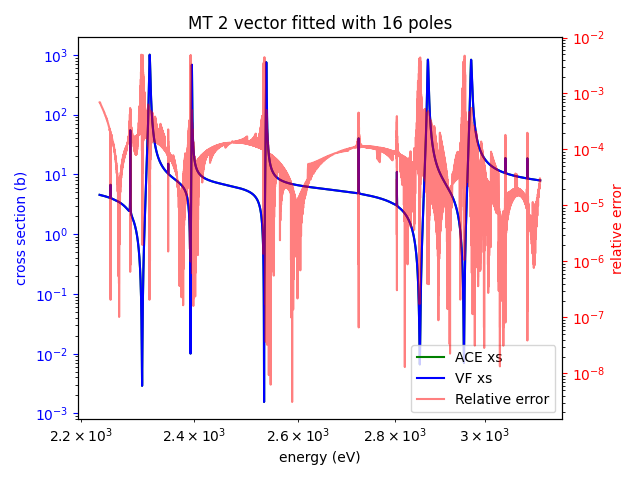 MT 2 vector fitted with 16 poles
10³
10²
10¹
10⁰
10⁻¹
10⁻²
10⁻³
cross section (b)
10⁻²
10⁻³
10⁻⁴
10⁻⁵
10⁻⁶
10⁻⁷
10⁻⁸
relative error
ACE xs
VF xs
Relative error
2.2 × 10³ 2.4 × 10³ 2.6 × 10³ 2.8 × 10³ 3 × 10³
energy (eV)